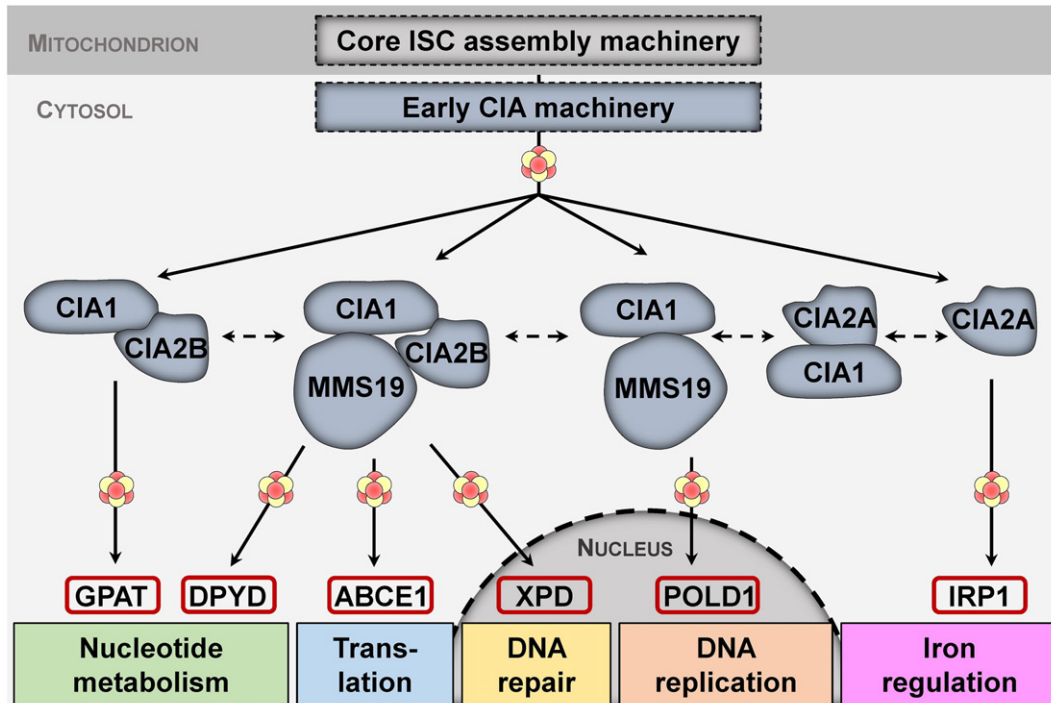 MITOCHONDRION
Core ISC assembly machinery
CYTOSOL
Early CIA machinery
CIA1
CIA2B
CIA1
CIA2B
MMS19
CIA1
MMS19
CIA2A
CIA1
CIA2A
NUCLEUS
GPAT
DPYD
ABCE1
XPD
POLD1
IRP1
Nucleotide
metabolism
Trans-
lation
DNA
repair
DNA
replication
Iron
regulation